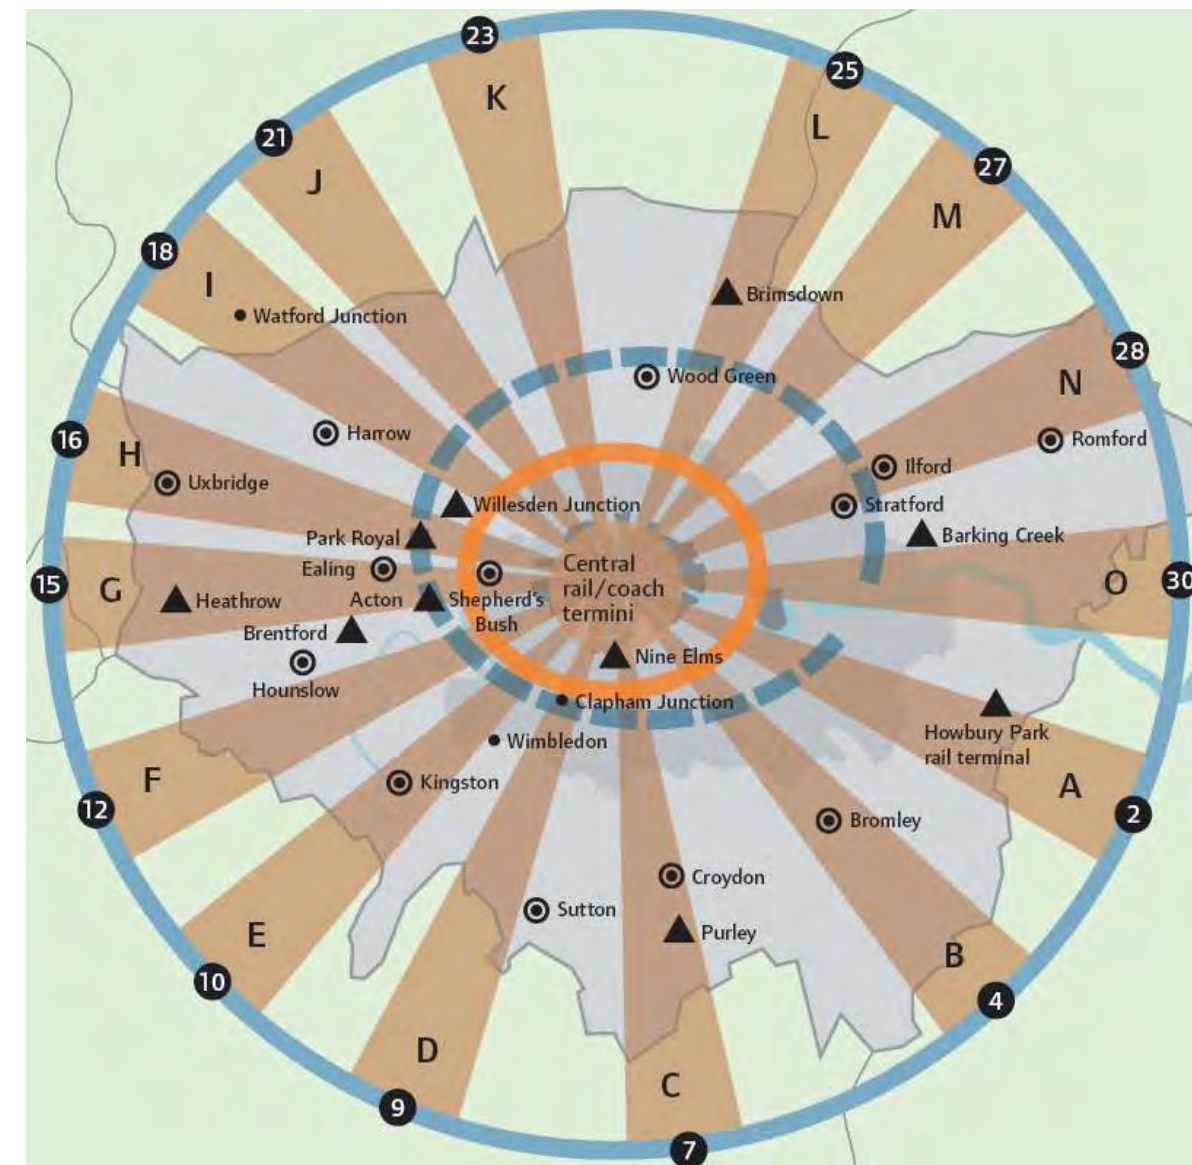 23
K
25
L
21
J
27
M
18
I
Watford Junction
Brimsdown
28
N
Wood Green
16
H
Harrow
Romford
Uxbridge
Ilford
Willesden Junction
Stratford
Park Royal
Barking Creek
Ealing
Central
rail/coach
termini
15
G
Heathrow
Acton
Shepherd's
Bush
O
30
Brentford
Hounslow
Nine Elms
Clapham Junction
Howbury Park
rail terminal
Wimbledon
F
12
Kingston
A
2
Bromley
Croydon
Sutton
Purley
E
10
B
4
D
9
C
7